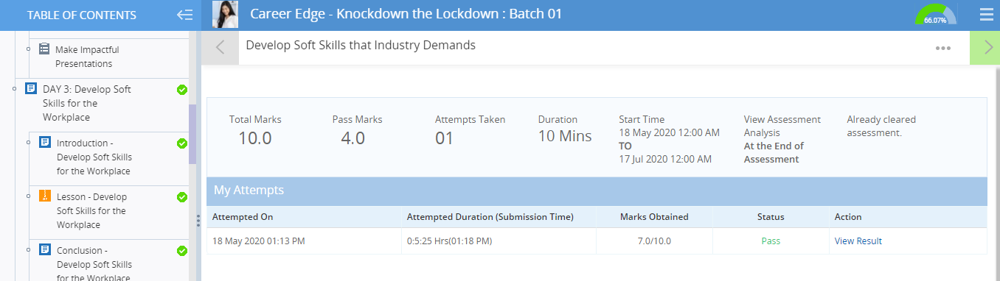 TABLE OF CONTENTS
Career Edge - Knockdown the Lockdown : Batch 01
66.07%
Make Impactful
Presentations
DAY 3: Develop Soft
Skills for the
Workplace
Introduction -
Develop Soft Skills
for the Workplace
Lesson - Develop
Soft Skills for the
Workplace
Conclusion -
Develop Soft Skills
for the Workplace
Develop Soft Skills that Industry Demands
Total Marks
10.0
Pass Marks
4.0
Attempts Taken
01
Duration
10 Mins
Start Time
18 May 2020 12:00 AM
TO
17 Jul 2020 12:00 AM
View Assessment
Analysis
At the End of
Assessment
Already cleared
assessment.
My Attempts
Attempted On Attempted Duration (Submission Time) Marks Obtained Status Action
18 May 2020 01:13 PM 0:5:25 Hrs(01:18 PM) 7.0/10.0 Pass View Result